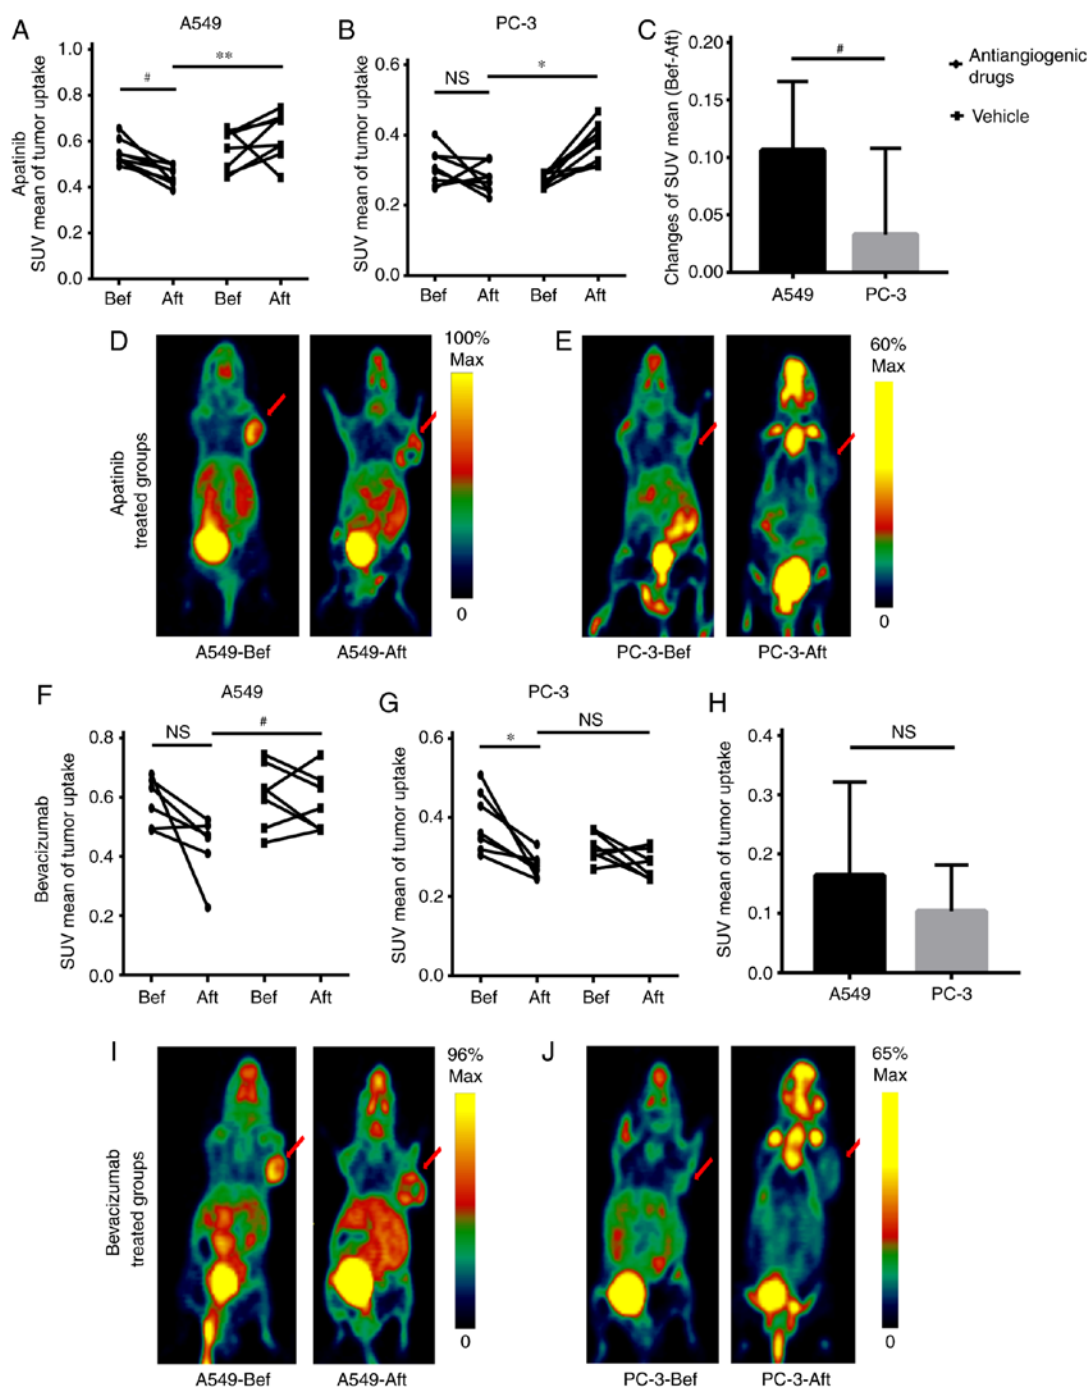 A
A549
B
PC-3
C
Apatinib
SUV mean of tumor uptake
1.0
0.8
0.6
0.4
0.2
0.0
#
**
Bef
Aft
Bef
Aft
SUV mean of tumor uptake
0.6
0.4
0.2
0.0
NS
*
Bef
Aft
Bef
Aft
Changes of SUV mean (Bef-Aft)
0.20
0.15
0.10
0.05
0.00
#
A549
PC-3
Antiangiogenic
drugs
Vehicle
D
Apatinib
treated groups
100%
Max
0
A549-Bef
A549-Aft
E
60%
Max
0
PC-3-Bef
PC-3-Aft
F
A549
G
PC-3
H
Bevacizumab
SUV mean of tumor uptake
0.8
0.6
0.4
0.2
0.0
NS
#
Bef
Aft
Bef
Aft
SUV mean of tumor uptake
0.6
0.4
0.2
0.0
*
NS
Bef
Aft
Bef
Aft
SUV mean of tumor uptake
0.4
0.3
0.2
0.1
0.0
NS
A549
PC-3
I
Bevacizumab
treated groups
96%
Max
0
A549-Bef
A549-Aft
J
65%
Max
0
PC-3-Bef
PC-3-Aft